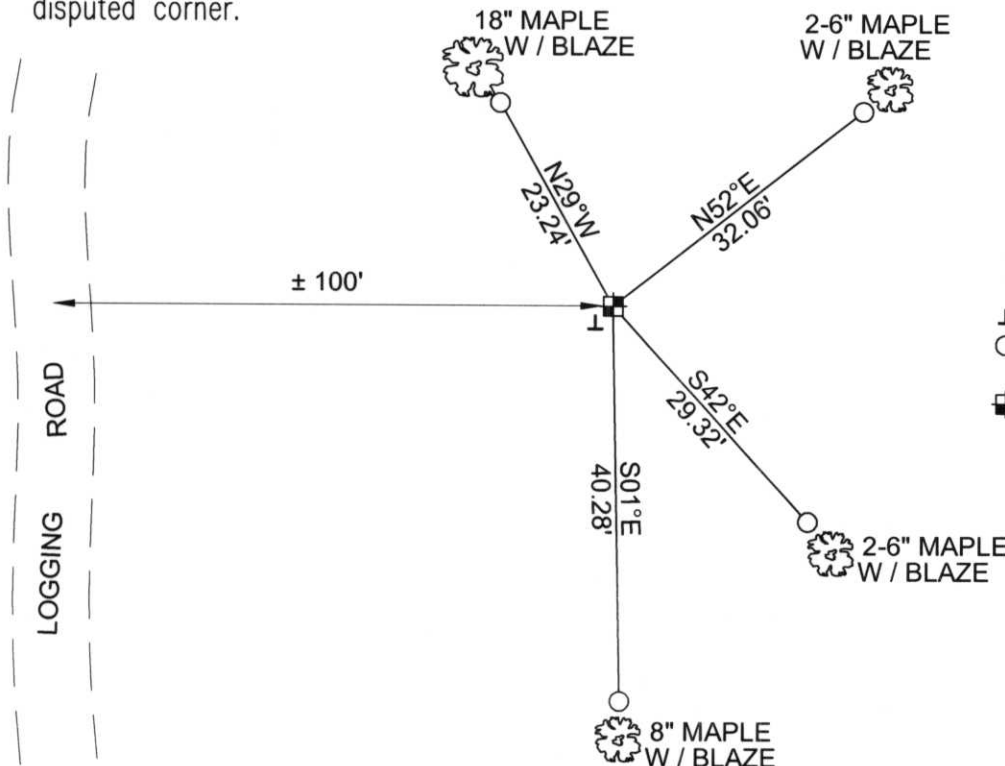 disputed corner.
18" MAPLE
W / BLAZE
2-6" MAPLE
W / BLAZE
N29°W
23.24'
N52°E
32.06'
± 100'
S42°E
29.32'
S01°E
40.28'
LOGGING ROAD
2-6" MAPLE
W / BLAZE
8" MAPLE
W / BLAZE